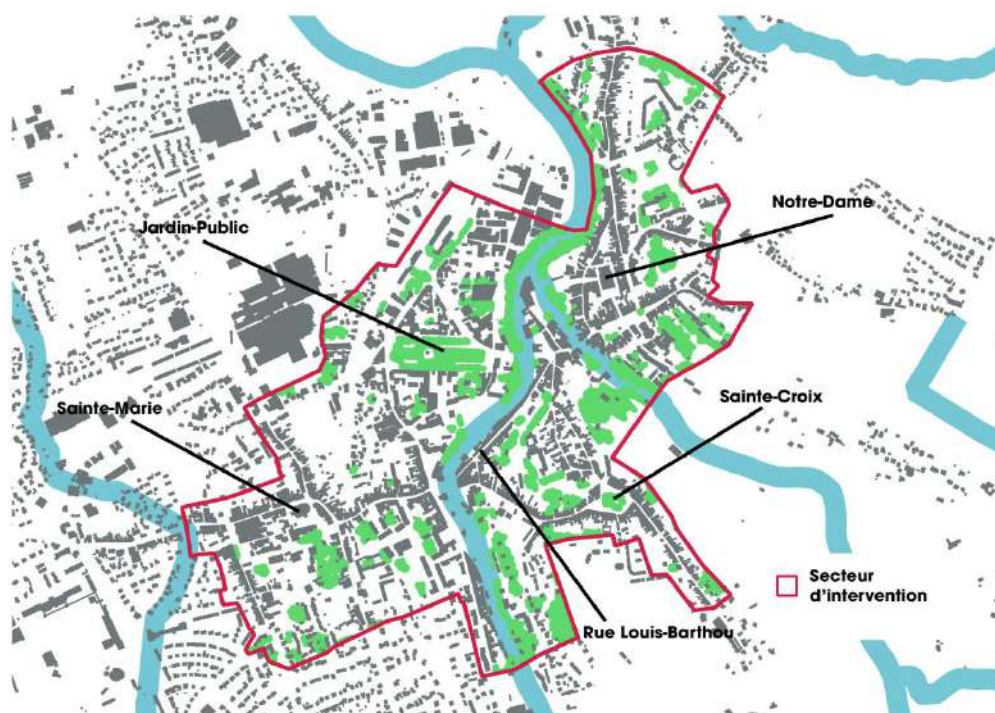 Notre-Dame
Jardin-Public
Sainte-Croix
Sainte-Marie
Secteur
d'intervention
Rue Louis-Barthou